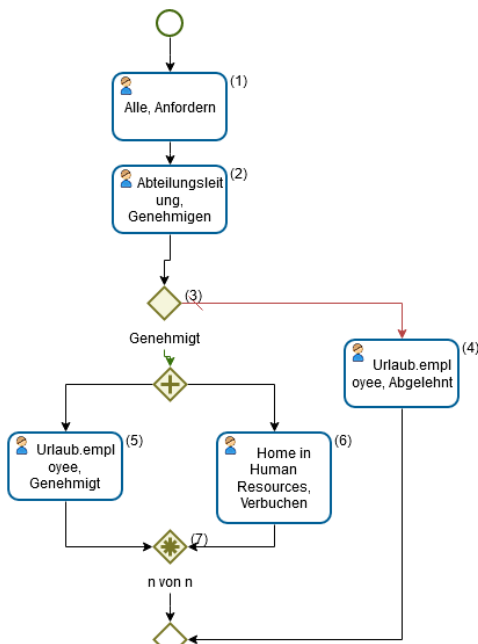 (1)
Alle, Anfordern
(2)
Abteilungsleit
ung,
Genehmigen
(3)
Genehmigt
(4)
Urlaub.empl
oyee, Abgelehnt
(5)
Urlaub.empl
oyee,
Genehmigt
(6)
Home in
Human
Resources,
Verbuchen
(7)
n von n